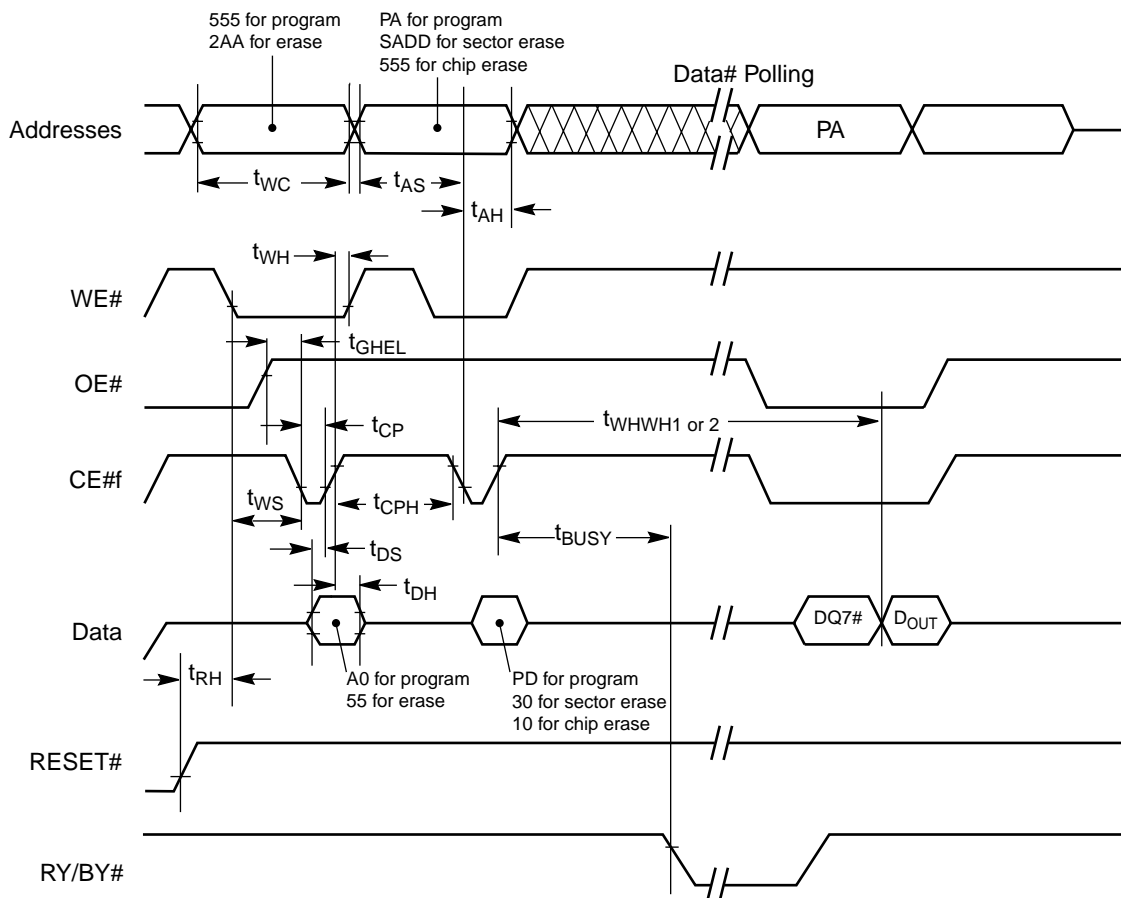 555 for program
2AA for erase
PA for program
SADD for sector erase
555 for chip erase
Data# Polling
Addresses
PA
tWC
tAS
tAH
tWH
WE#
tGHEL
OE#
tWHWH1 or 2
tCP
CE#f
tWS
tCPH
tBUSY
tDS
tDH
Data
DQ7#
DOUT
tRH
A0 for program
55 for erase
PD for program
30 for sector erase
10 for chip erase
RESET#
RY/BY#